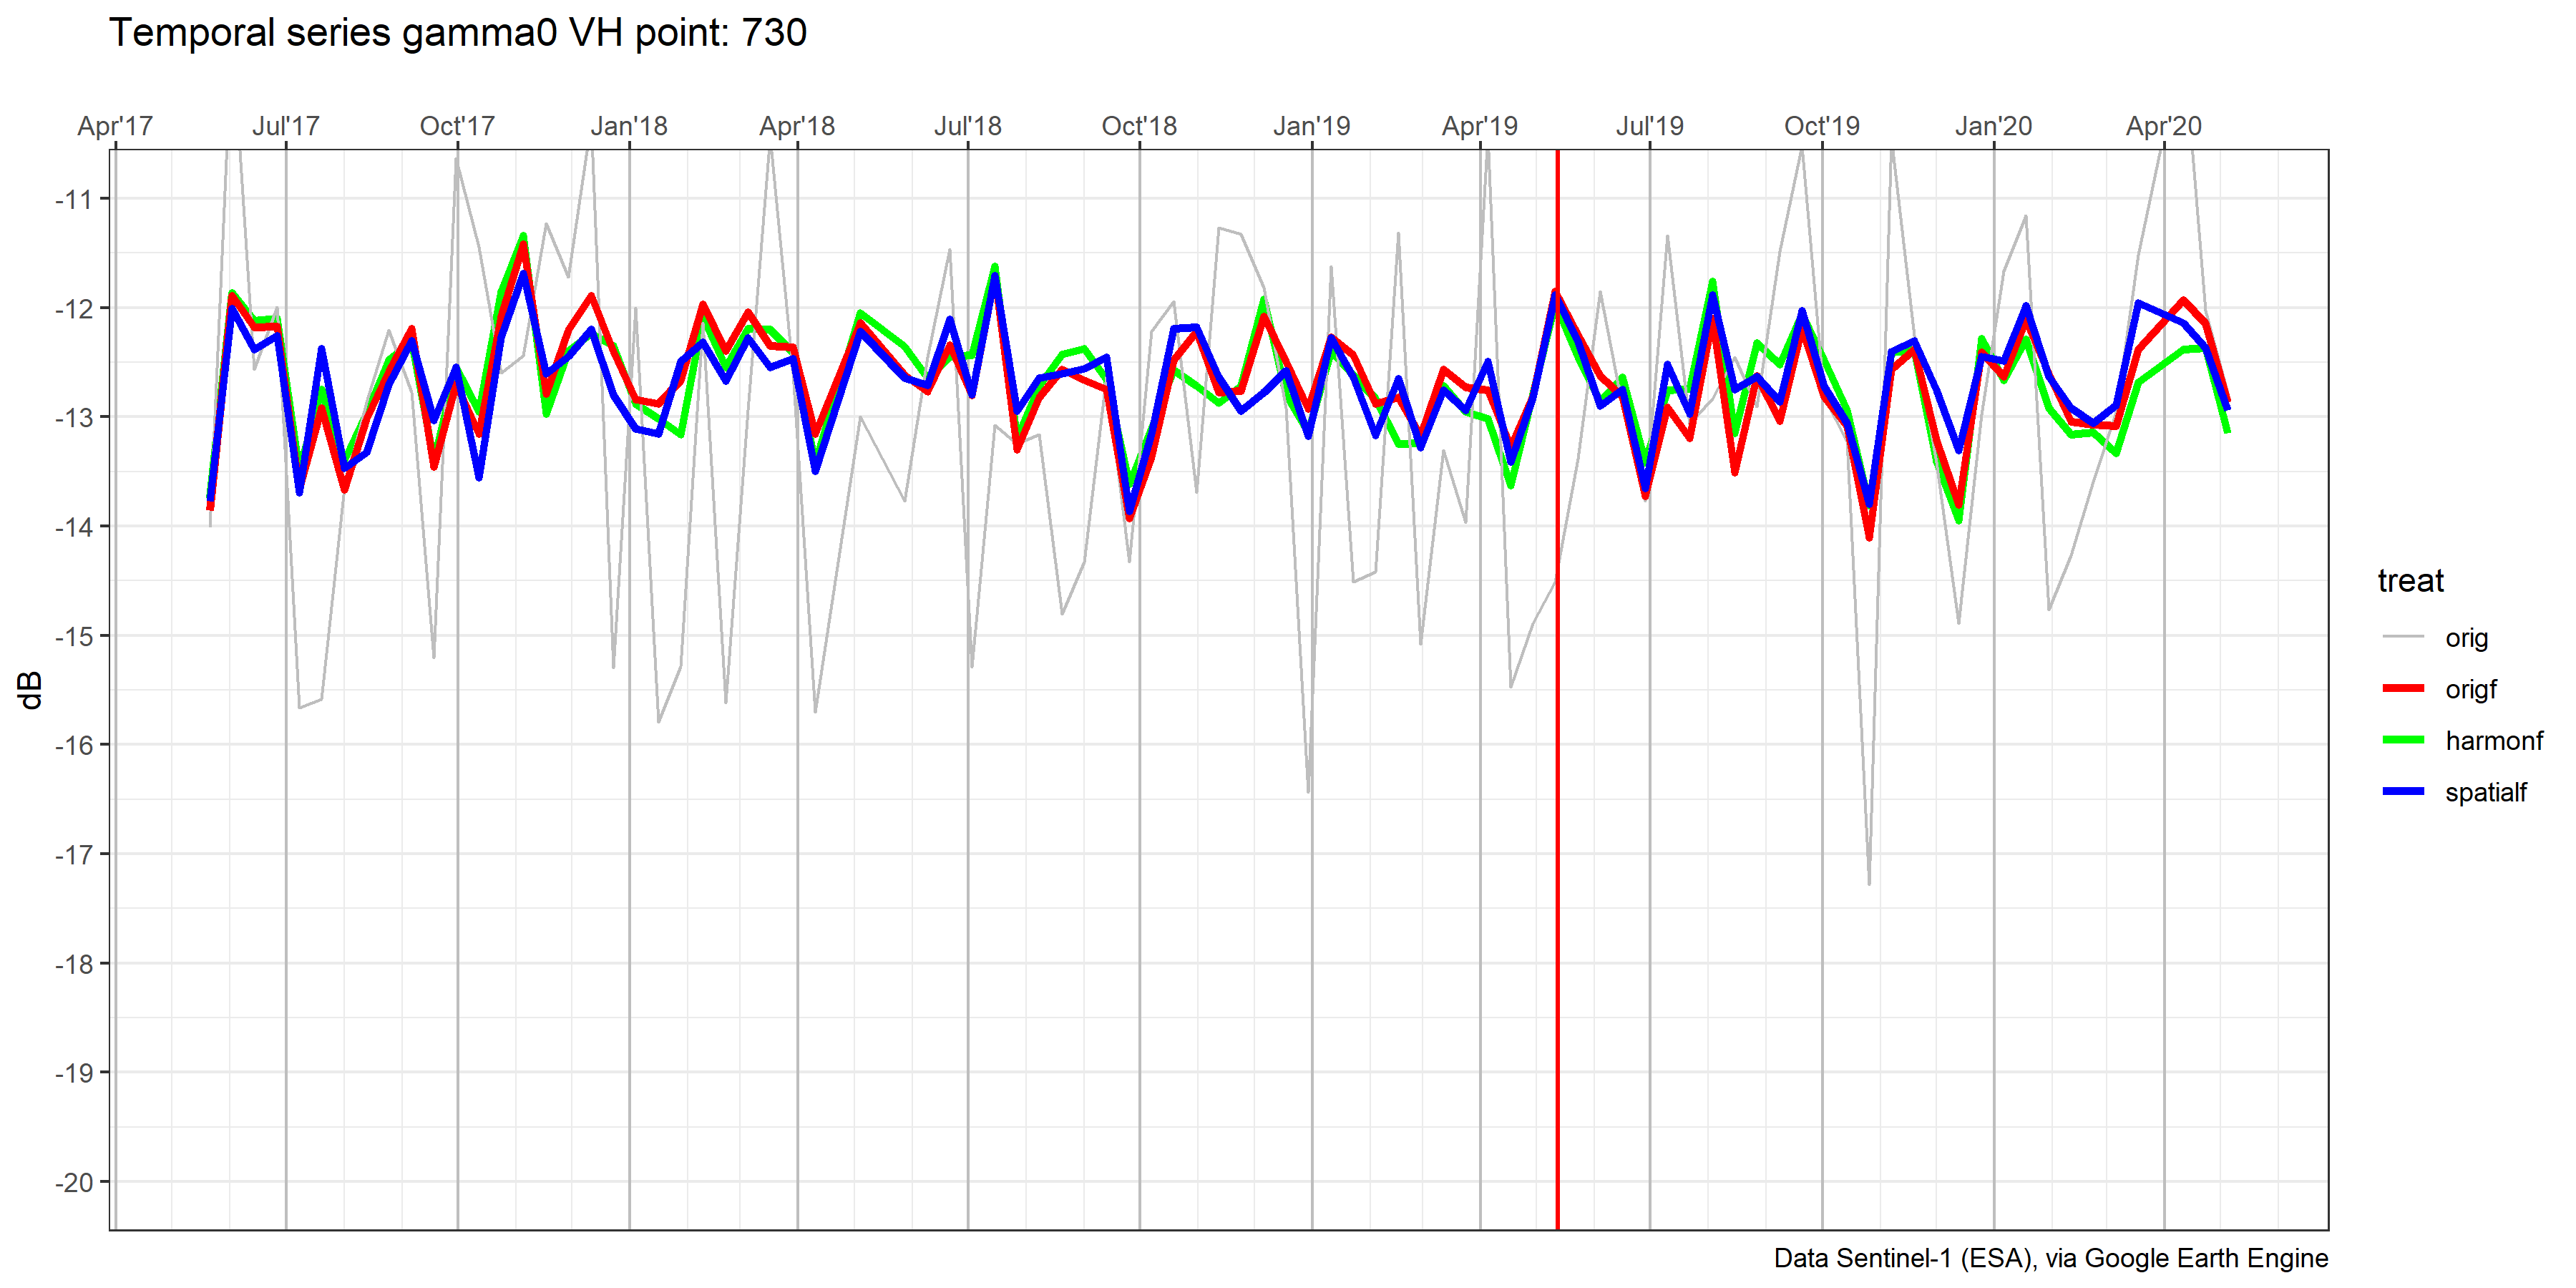 Temporal series gamma0 VH point: 730
Apr'17 Jul'17 Oct'17 Jan'18 Apr'18 Jul'18 Oct'18 Jan'19 Apr'19 Jul'19 Oct'19 Jan'20 Apr'20
-11
-12
-13
-14
-15
-16
-17
-18
-19
-20
dB
treat
orig
origf
harmonf
spatialf
Data Sentinel-1 (ESA), via Google Earth Engine